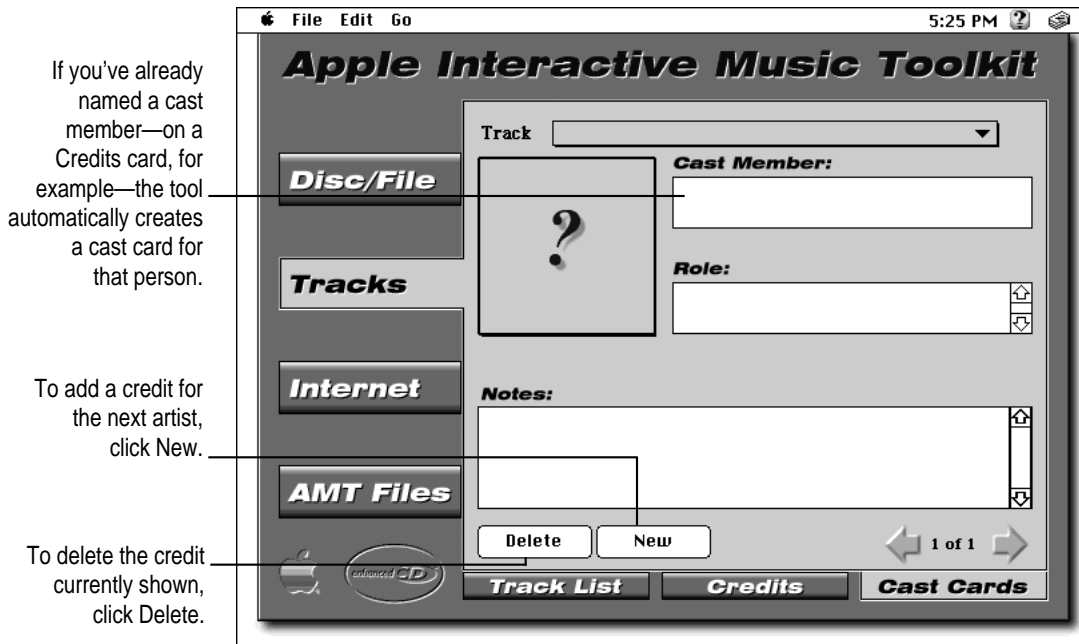 File Edit Go
5:25 PM
Apple Interactive Music Toolkit
If you’ve already
named a cast
member—on a
Credits card, for
example—the tool
automatically creates
a cast card for
that person.
Track
Cast Member:
Disc/File
?
Role:
Tracks
Internet
Notes:
To add a credit for
the next artist,
click New.
AMT Files
Delete
New
1 of 1
To delete the credit
currently shown,
click Delete.
enhanced CD
Track List
Credits
Cast Cards